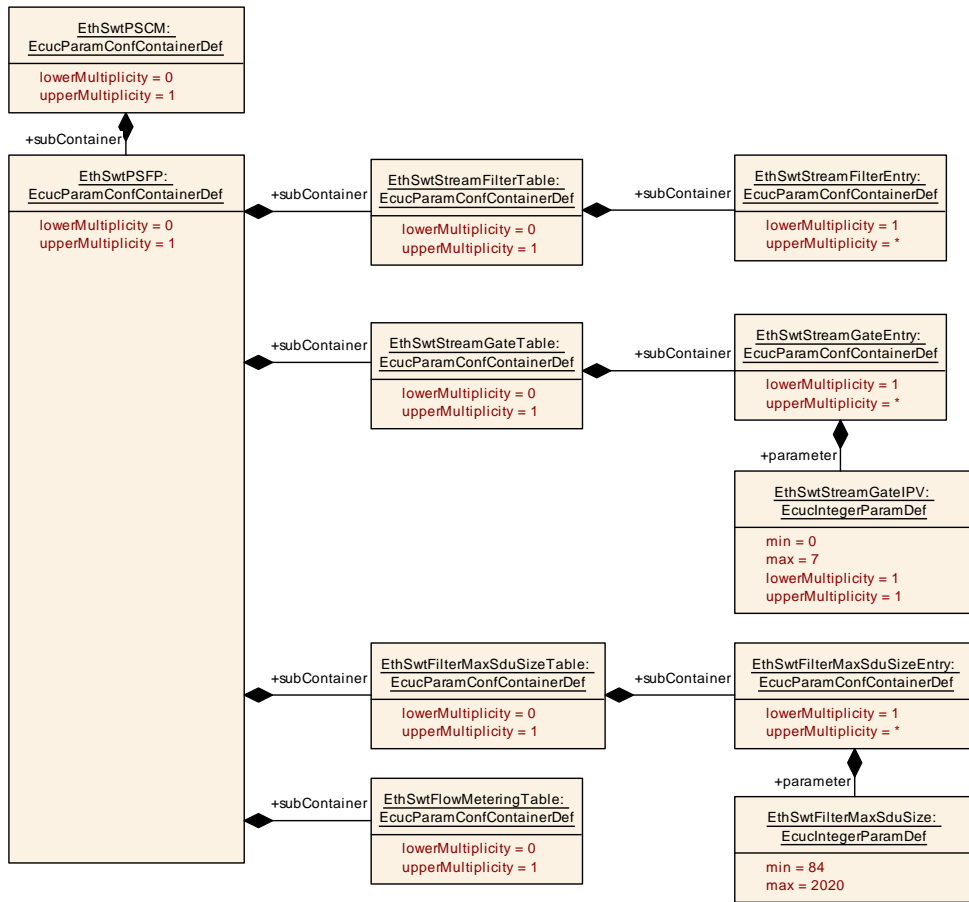 EthSwtPSCM:
EcucParamConfContainerDef
lowerMultiplicity = 0
upperMultiplicity = 1
+subContainer
EthSwtPSFP:
EcucParamConfContainerDef
lowerMultiplicity = 0
upperMultiplicity = 1
+subContainer
EthSwtStreamFilterTable:
EcucParamConfContainerDef
lowerMultiplicity = 0
upperMultiplicity = 1
+subContainer
EthSwtStreamFilterEntry:
EcucParamConfContainerDef
lowerMultiplicity = 1
upperMultiplicity = *
+subContainer
EthSwtStreamGateTable:
EcucParamConfContainerDef
lowerMultiplicity = 0
upperMultiplicity = 1
+subContainer
EthSwtStreamGateEntry:
EcucParamConfContainerDef
lowerMultiplicity = 1
upperMultiplicity = *
+parameter
EthSwtStreamGateIPV:
EcucIntegerParamDef
min = 0
max = 7
lowerMultiplicity = 1
upperMultiplicity = 1
+subContainer
EthSwtFilterMaxSduSizeTable:
EcucParamConfContainerDef
lowerMultiplicity = 0
upperMultiplicity = 1
+subContainer
EthSwtFilterMaxSduSizeEntry:
EcucParamConfContainerDef
lowerMultiplicity = 1
upperMultiplicity = *
+parameter
EthSwtFilterMaxSduSize:
EcucIntegerParamDef
min = 84
max = 2020
+subContainer
EthSwtFlowMeteringTable:
EcucParamConfContainerDef
lowerMultiplicity = 0
upperMultiplicity = 1